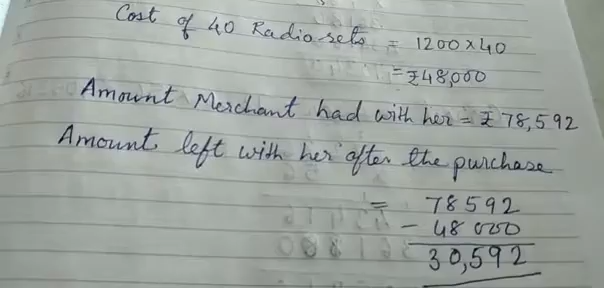 Cost of 40 Radio sets = 1200 x 40
= ₹48,000
Amount Merchant had with her = ₹ 78,592
Amount left with her after the purchase
= 78592
- 48000
30,592